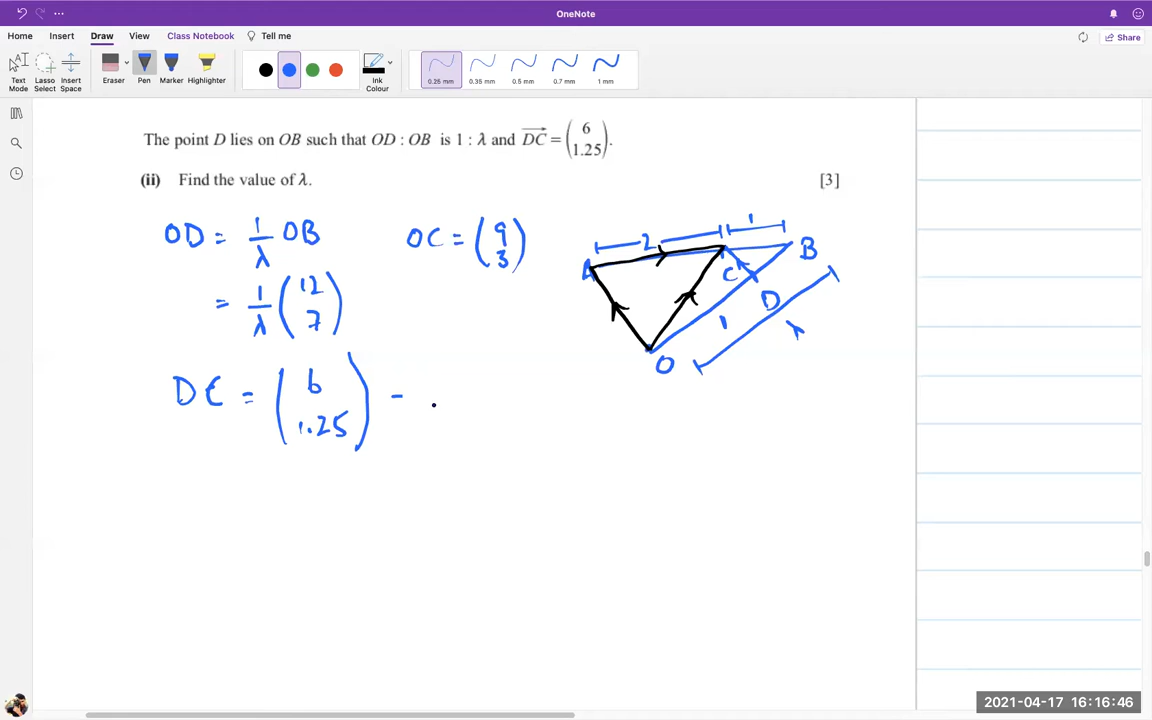 OneNote
Home Insert Draw View Class Notebook Tell me
Share
Text Mode
Lasso Select
Insert Space
Eraser
Pen
Marker
Highlighter
Ink Colour
0.25 mm
0.35 mm
0.5 mm
0.7 mm
1 mm
The point D lies on OB such that OD : OB is 1 : λ and DC⃗ = (6 1.25).
(ii) Find the value of λ. [3]
OD = 1/λ OB
OC = (9 3)
= 1/λ (12 7)
DC = (6 1.25) -
2
1
A
C
B
D
1
λ
O
2021-04-17 16:16:46